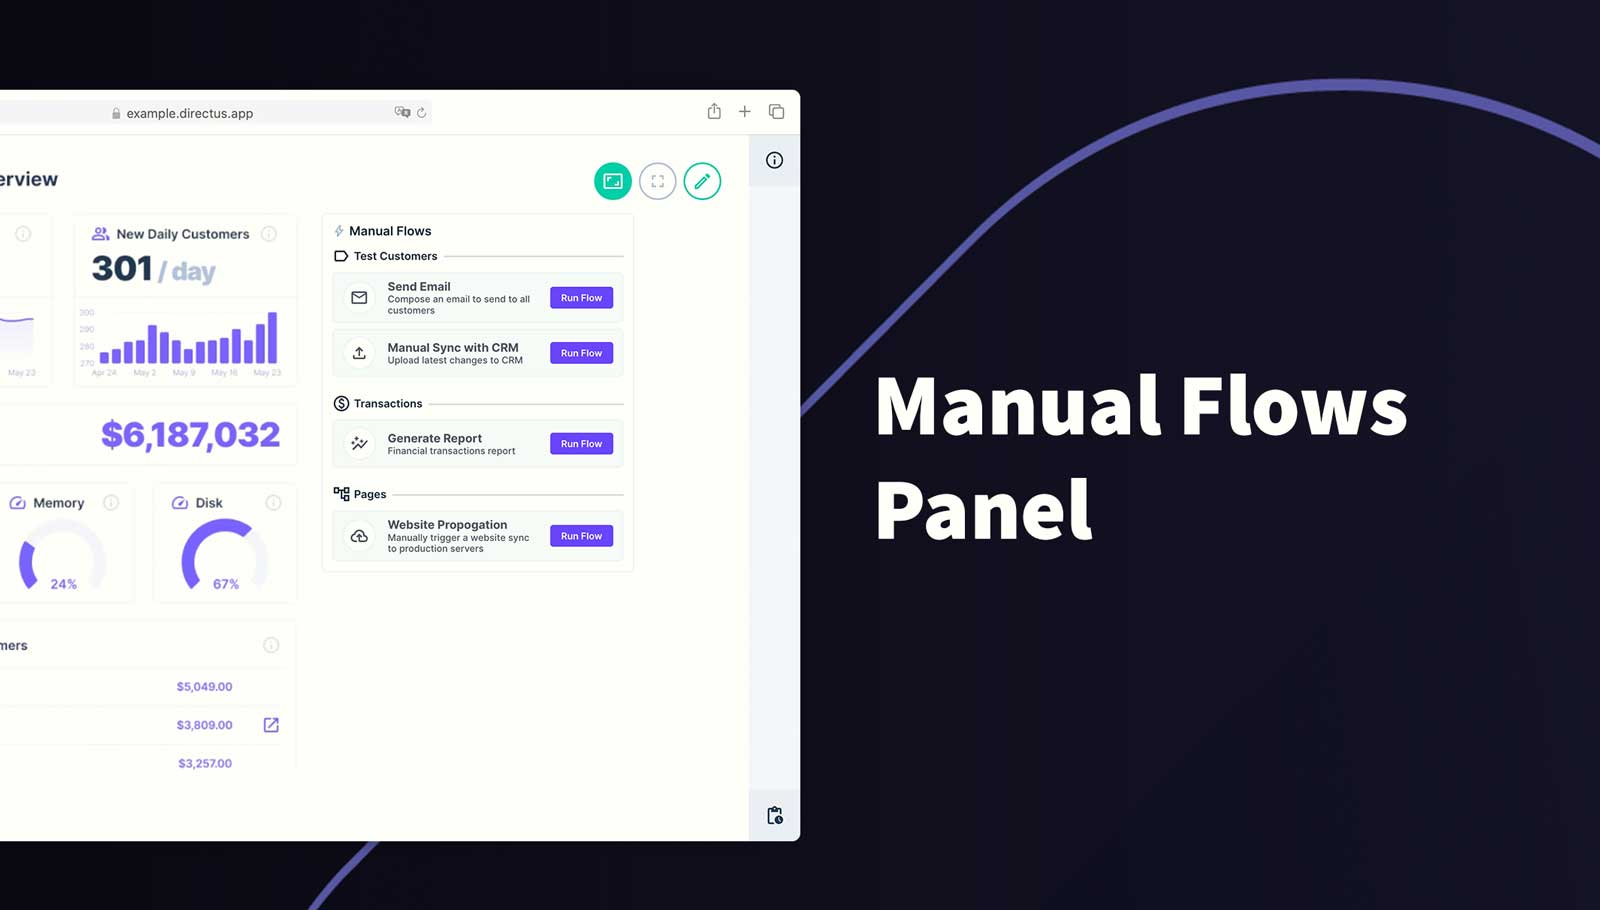 example.directus.app
erview
New Daily Customers
301 / day
300
290
280
270
Apr 24 May 2 May 9 May 16 May 23
May 23
$6,187,032
Memory
24%
Disk
67%
mers
$5,049.00
$3,809.00
$3,257.00
Manual Flows
Test Customers
Send Email
Compose an email to send to all
customers
Run Flow
Manual Sync with CRM
Upload latest changes to CRM
Run Flow
Transactions
Generate Report
Financial transactions report
Run Flow
Pages
Website Propogation
Manually trigger a website sync
to production servers
Run Flow
Manual Flows
Panel